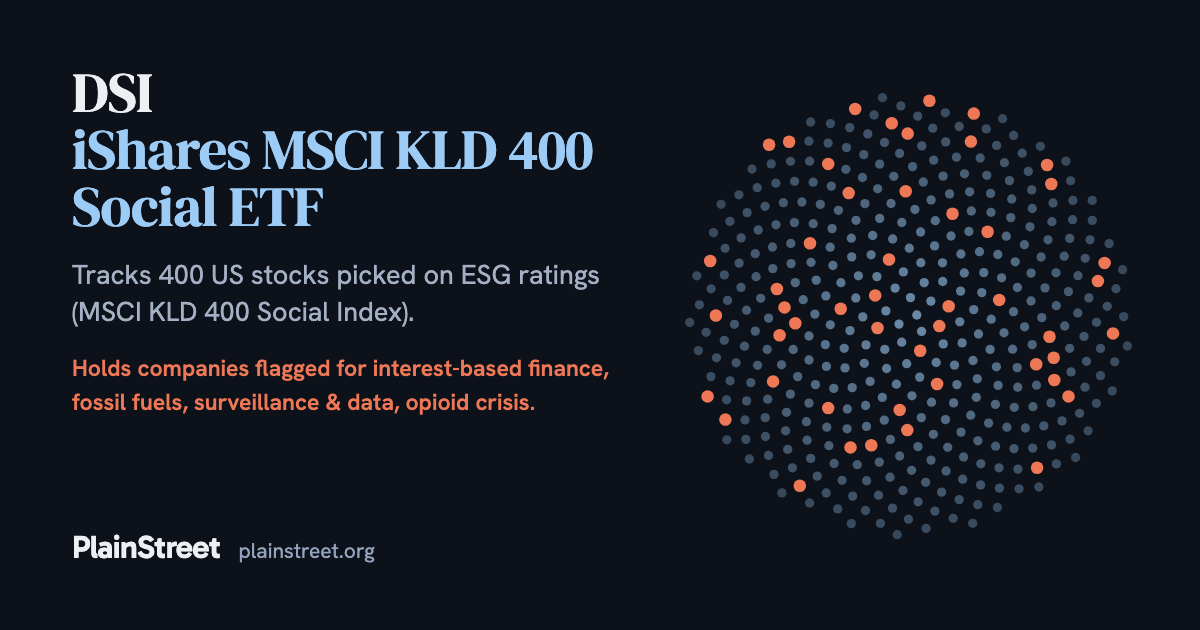 DSI
iShares MSCI KLD 400
Social ETF
Tracks 400 US stocks picked on ESG ratings
(MSCI KLD 400 Social Index).
Holds companies flagged for interest-based finance,
fossil fuels, surveillance & data, opioid crisis.
PlainStreet plainstreet.org